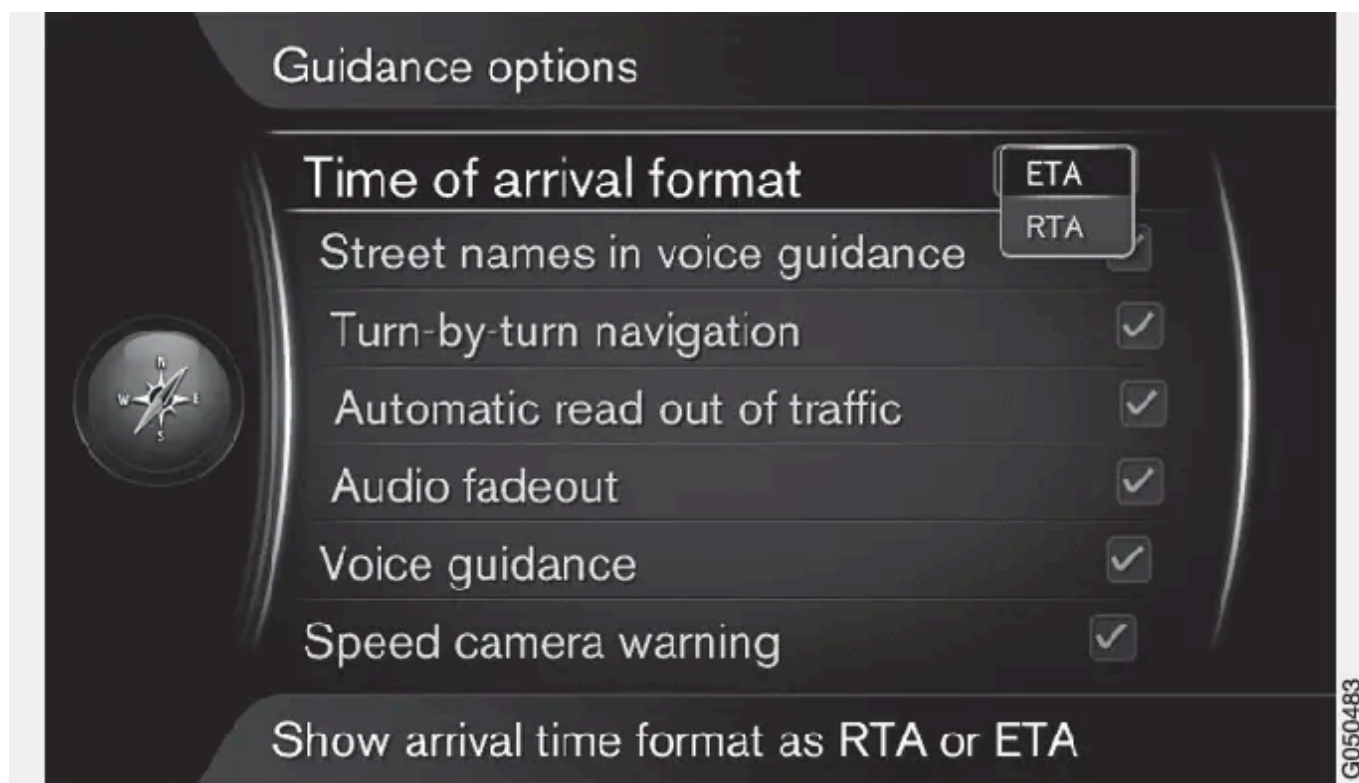 Guidance options
Time of arrival format
ETA
RTA
Street names in voice guidance
Turn-by-turn navigation
Automatic read out of traffic
Audio fadeout
Voice guidance
Speed camera warning
N
W
E
S
Show arrival time format as RTA or ETA
G050483